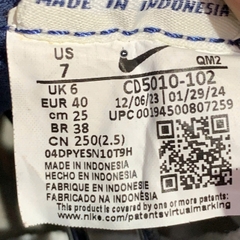 MADE IN INDONESIA
US
7
QM2
UK 6
CD5010-102
EUR 40
12/06/23
01/29/24
cm 25
UPC 00194500807259
BR 38
CN 250(2.5)
04DPYESN10T9H
MADE IN INDONESIA
HECHO EN INDONESIA
FABRIQUE EN INDONESIE
FABRICADO NA INDONÉSIA
This product is covered by one or more patents. See
www.nike.com/patentsvirtualmarking